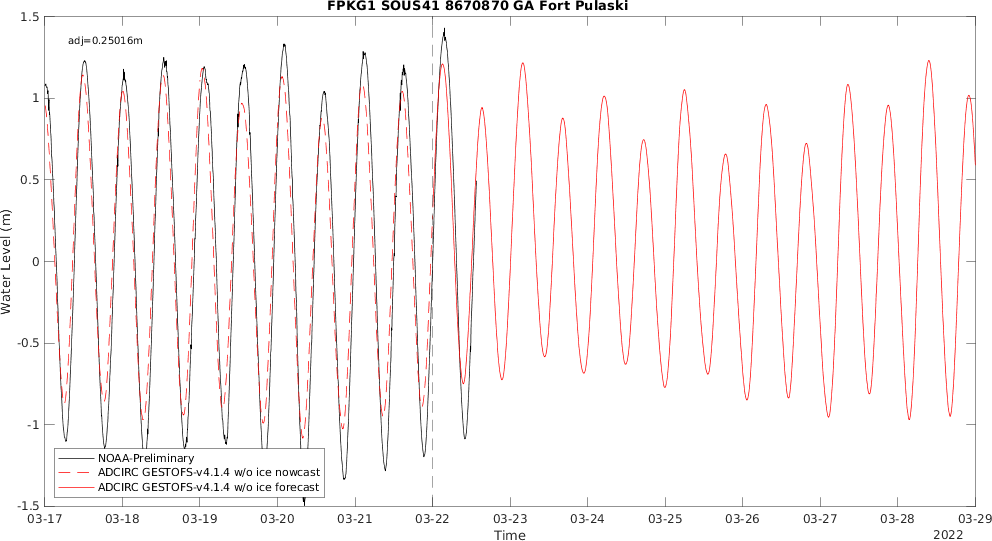 FPKG1 SOUS41 8670870 GA Fort Pulaski
adj=0.25016m
1.5
1
0.5
0
-0.5
-1
-1.5
Water Level (m)
NOAA-Preliminary
ADCIRC GESTOFS-v4.1.4 w/o ice nowcast
ADCIRC GESTOFS-v4.1.4 w/o ice forecast
03-17 03-18 03-19 03-20 03-21 03-22 03-23 03-24 03-25 03-26 03-27 03-28 03-29
Time
2022